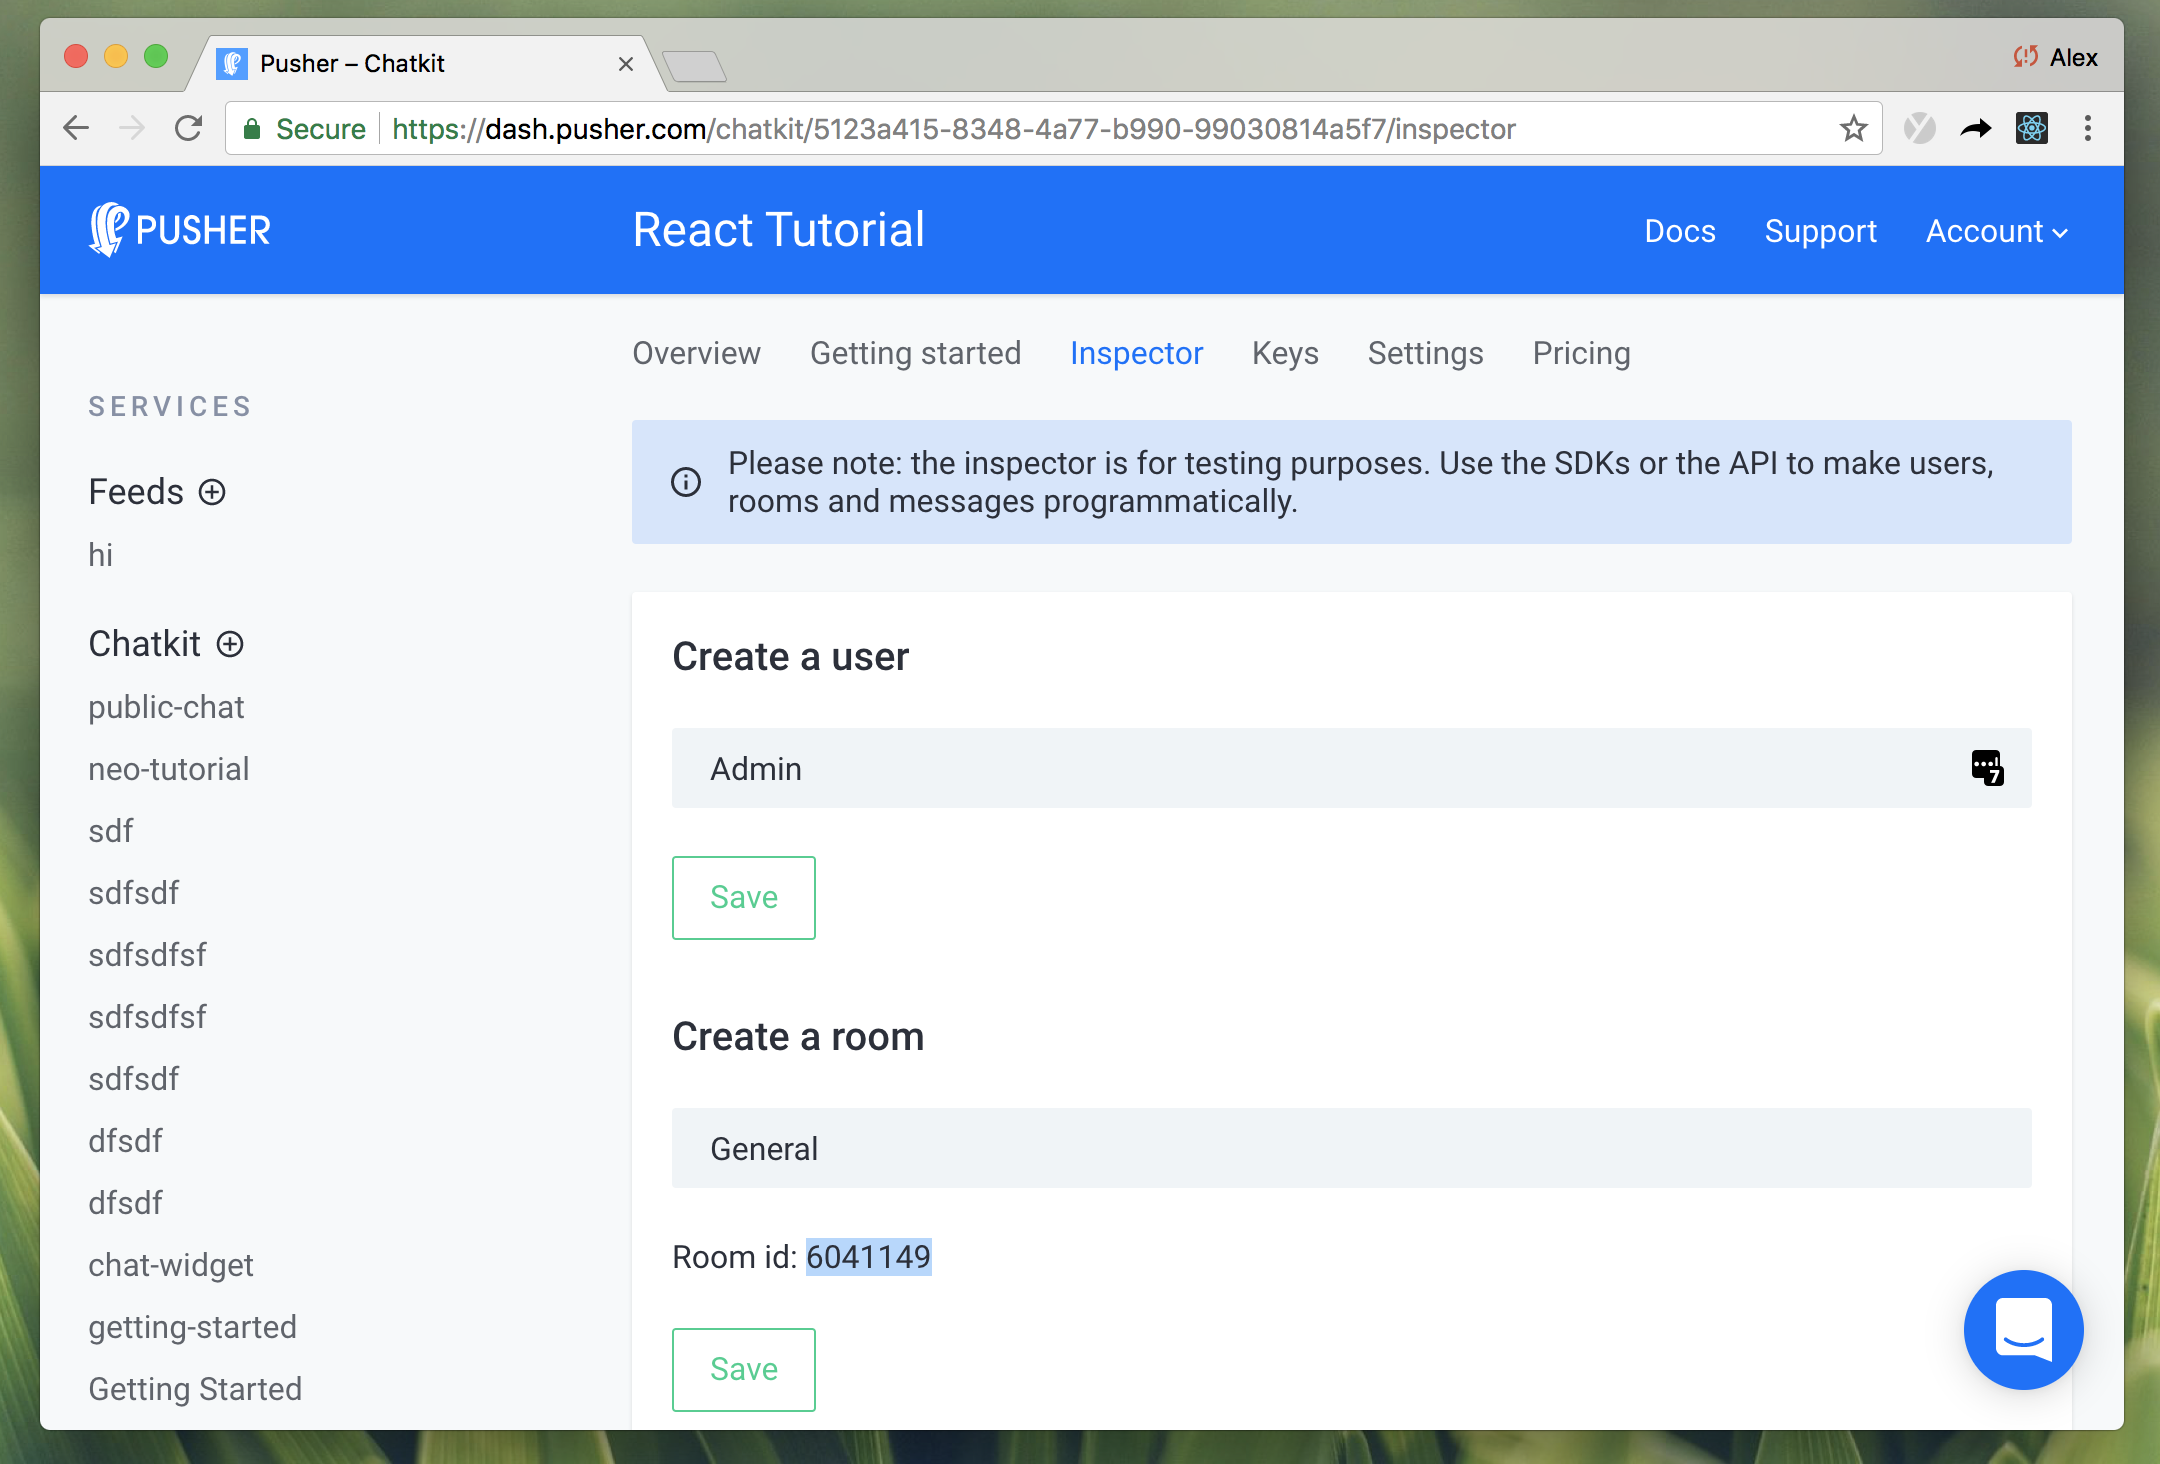 Pusher – Chatkit
Alex
Secure https://dash.pusher.com/chatkit/5123a415-8348-4a77-b990-99030814a5f7/inspector
PUSHER
React Tutorial
Docs Support Account
Overview Getting started Inspector Keys Settings Pricing
SERVICES
Feeds
hi
Chatkit
public-chat
neo-tutorial
sdf
sdfsdf
sdfsdfsf
sdfsdfsf
sdfsdf
dfsdf
dfsdf
chat-widget
getting-started
Getting Started
Please note: the inspector is for testing purposes. Use the SDKs or the API to make users,
rooms and messages programmatically.
Create a user
Admin
7
Save
Create a room
General
Room id: 6041149
Save